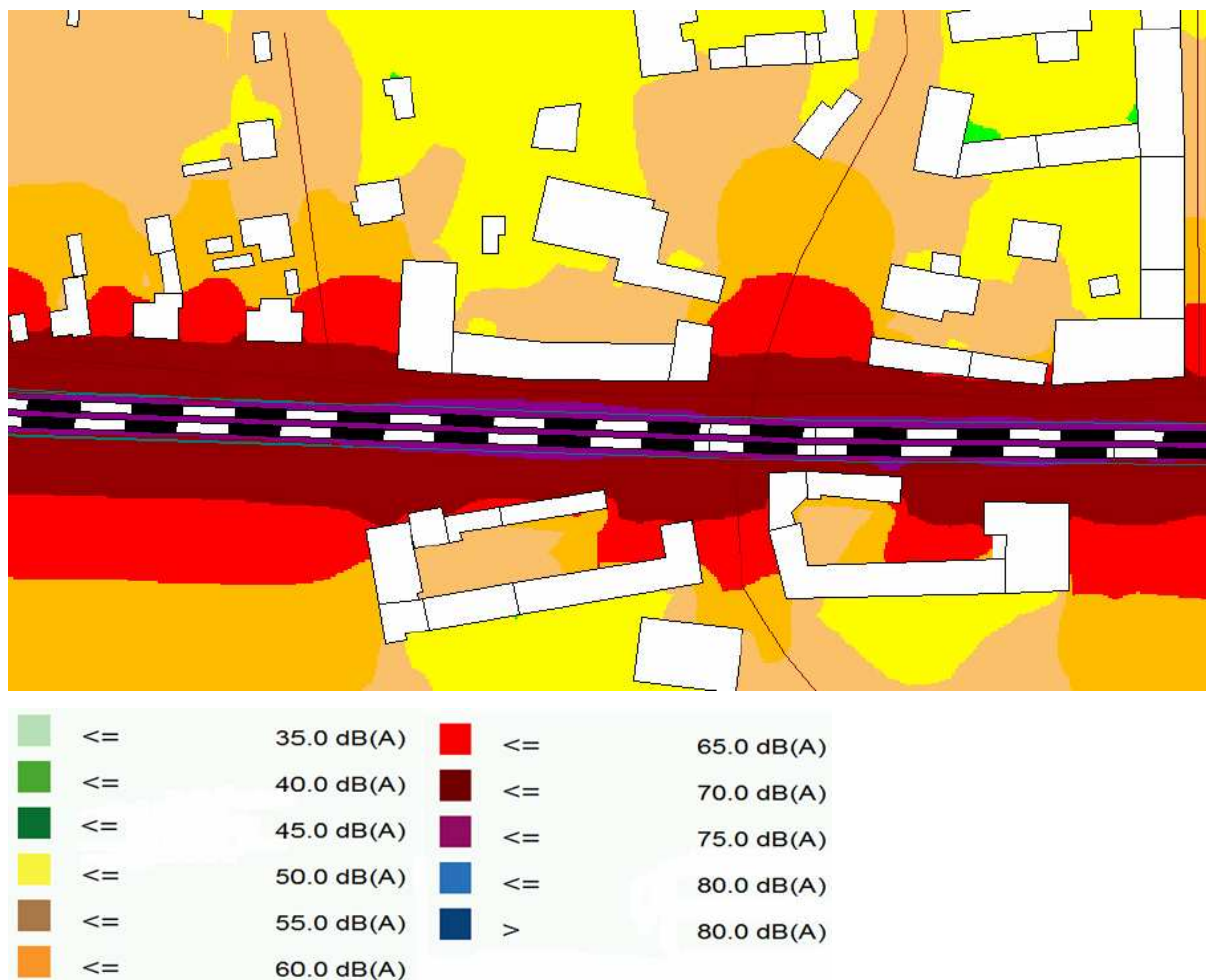 <= 35.0 dB(A)
<= 40.0 dB(A)
<= 45.0 dB(A)
<= 50.0 dB(A)
<= 55.0 dB(A)
<= 60.0 dB(A)
<= 65.0 dB(A)
<= 70.0 dB(A)
<= 75.0 dB(A)
<= 80.0 dB(A)
> 80.0 dB(A)